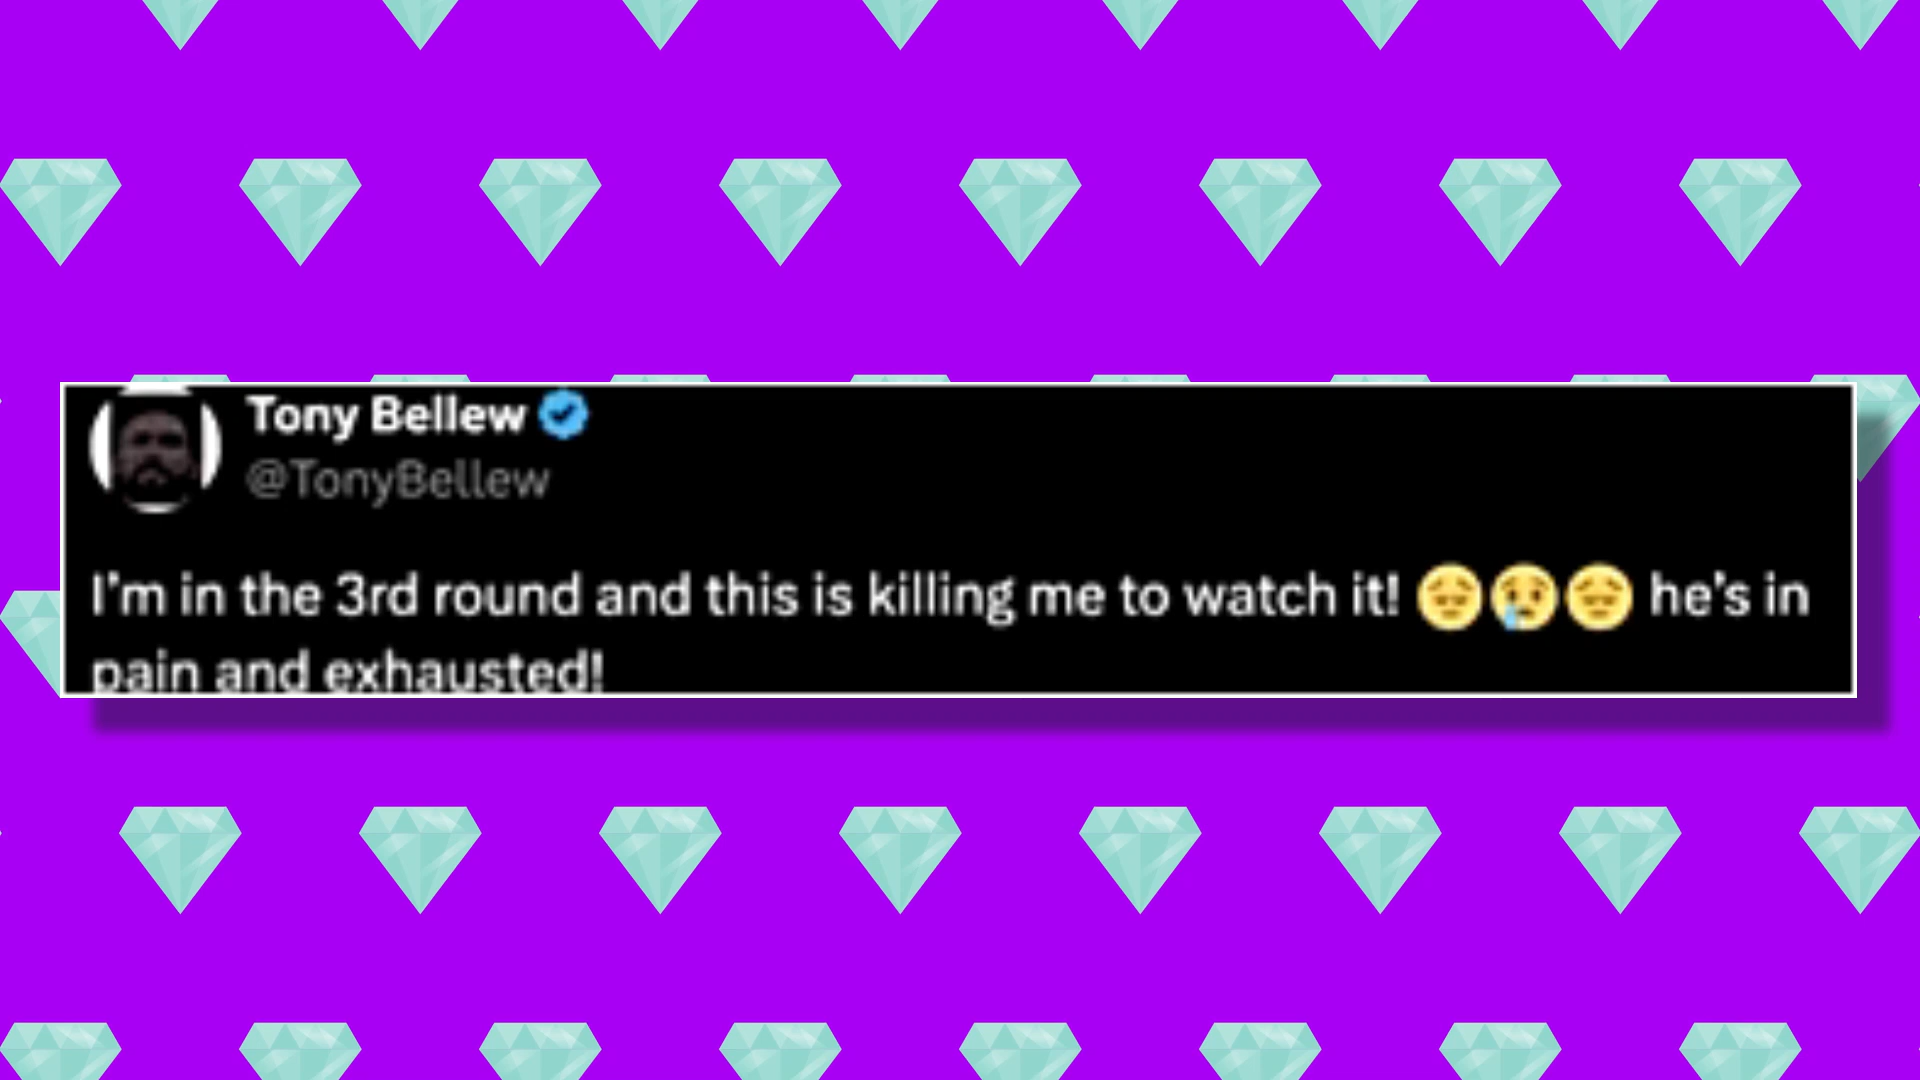 Tony Bellew
@TonyBellew
I'm in the 3rd round and this is killing me to watch it! 😔😢😔 he's in
pain and exhausted!